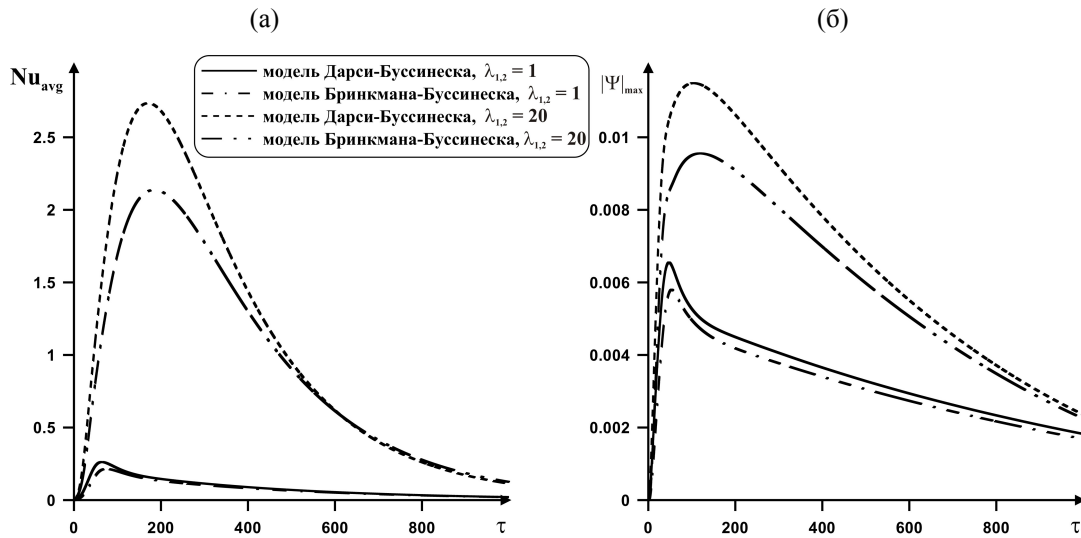 (а)
(б)
Nu avg
модель Дарси-Буссинеска, λ1,2 = 1
модель Бринкмана-Буссинеска, λ1,2 = 1
модель Дарси-Буссинеска, λ1,2 = 20
модель Бринкмана-Буссинеска, λ1,2 = 20
2.5
2
1.5
1
0.5
0
0 200 400 600 800 τ
|Ψ|max
0.01
0.008
0.006
0.004
0.002
0
0 200 400 600 800 τ